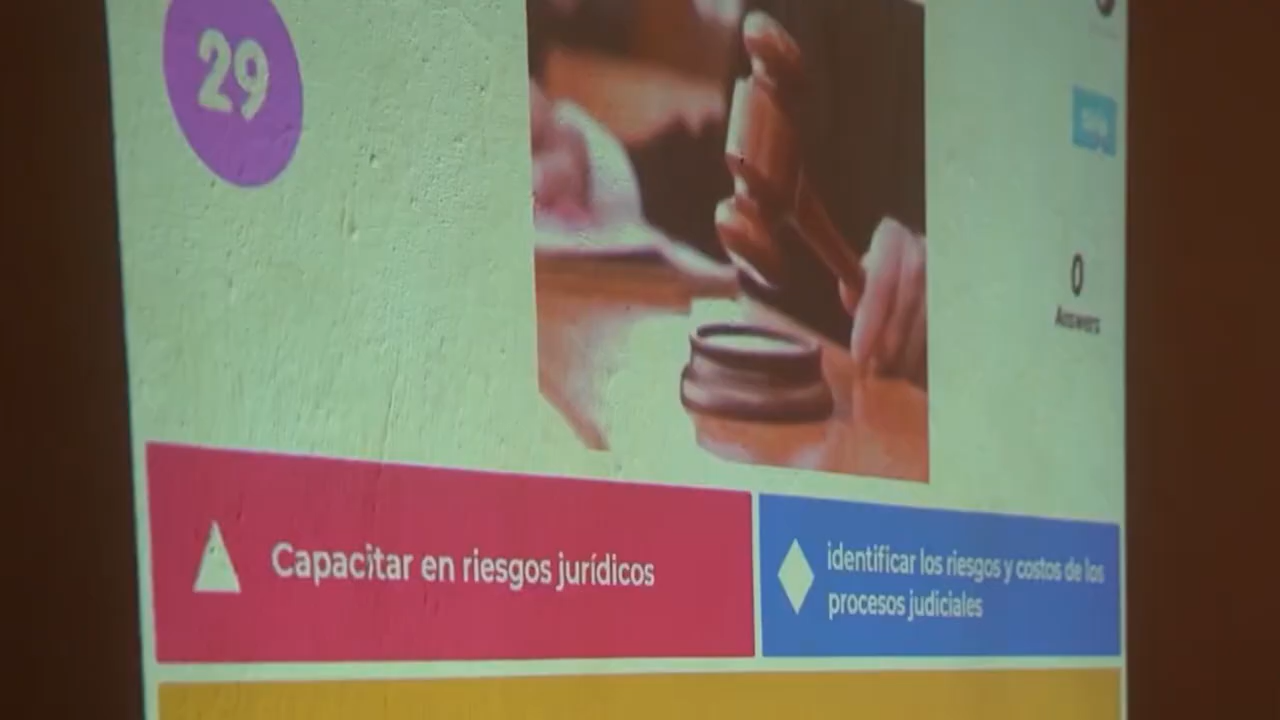 29
0
Answers
Capacitar en riesgos jurídicos
identificar los riesgos y costos de los
procesos judiciales